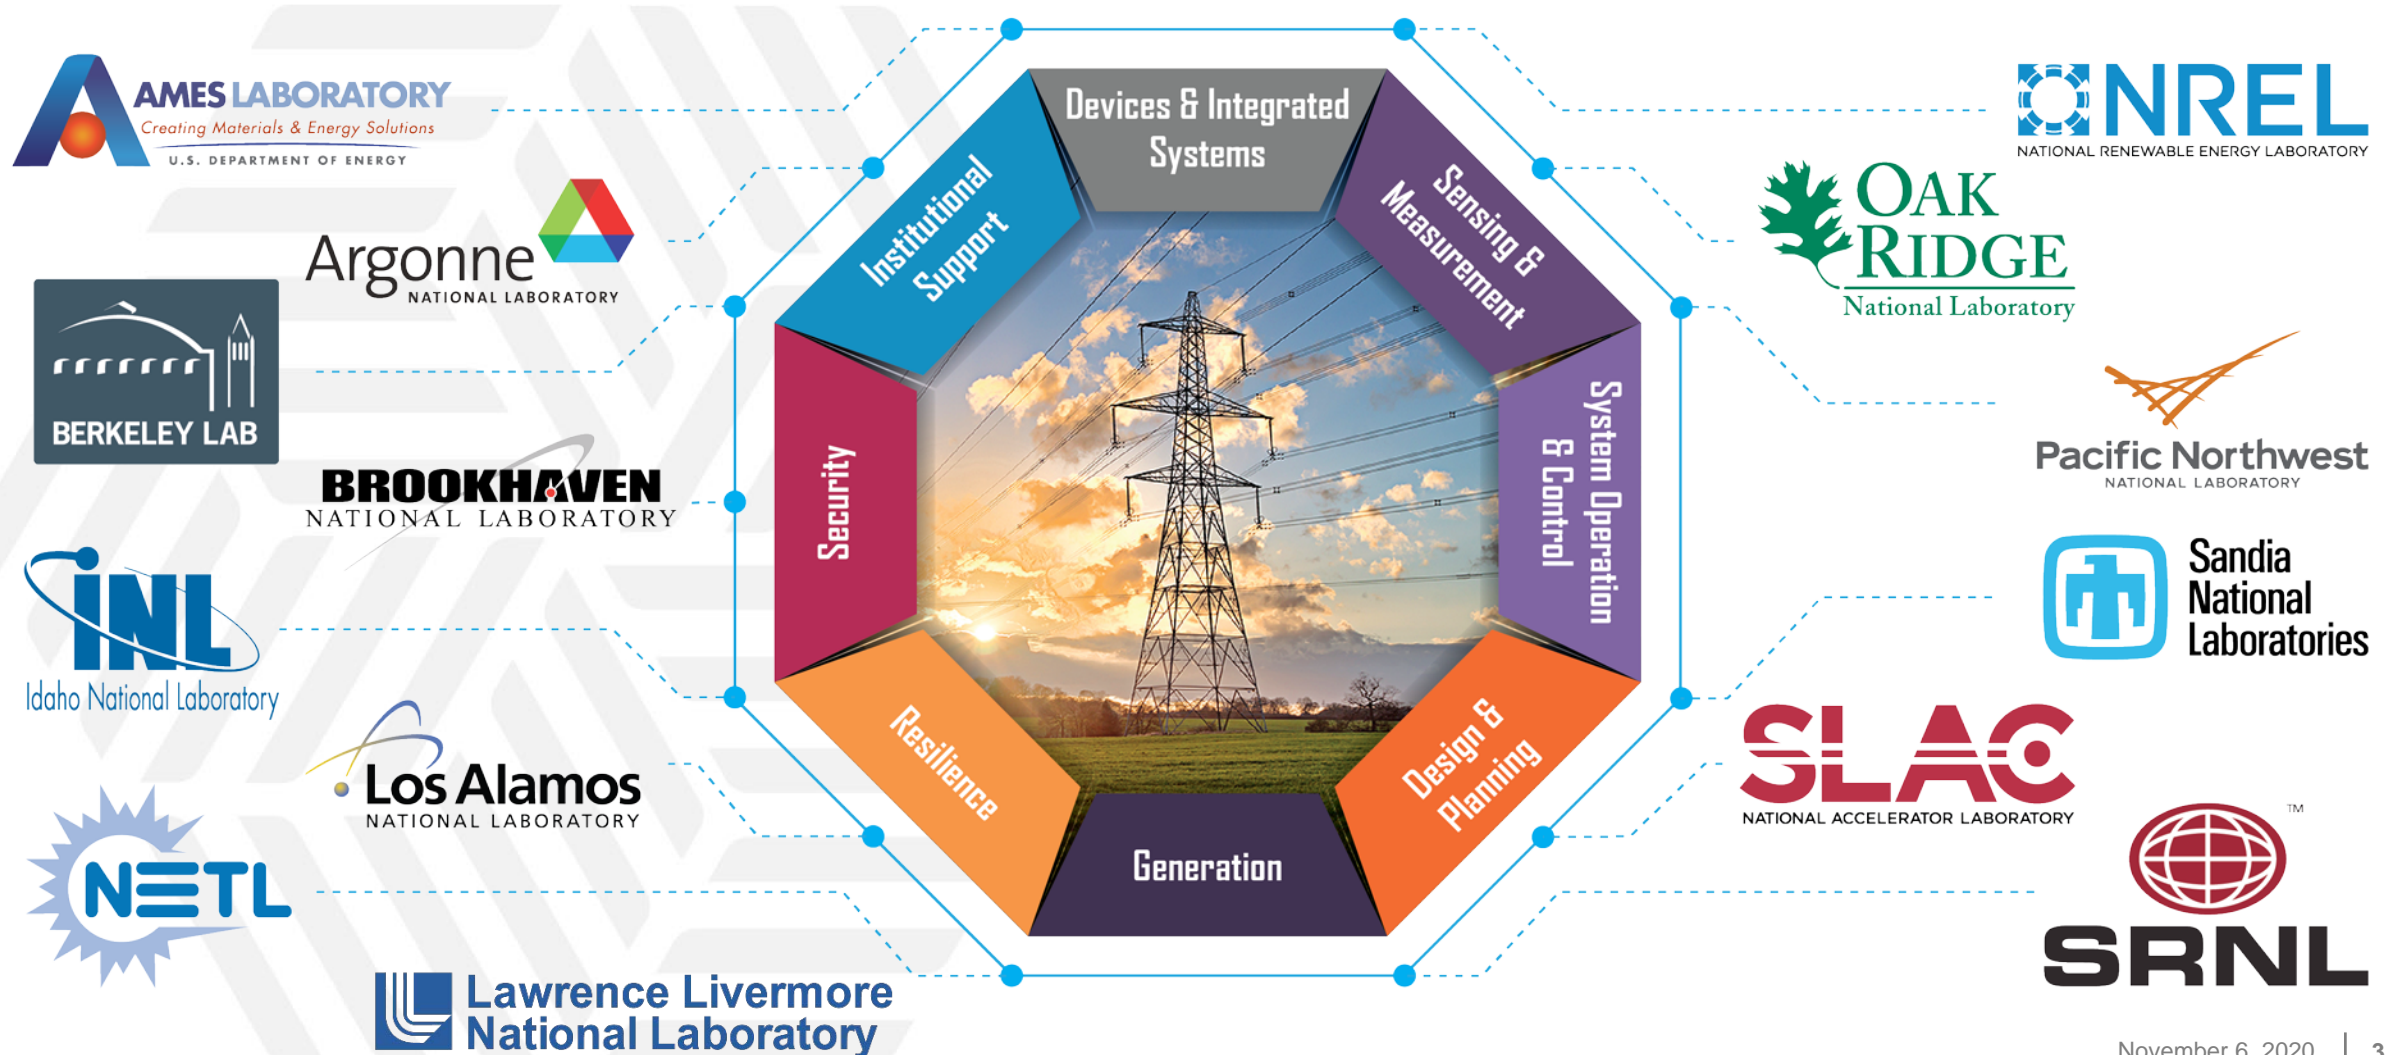 AMES LABORATORY
Creating Materials & Energy Solutions
U.S. DEPARTMENT OF ENERGY
Argonne
NATIONAL LABORATORY
BERKELEY LAB
BROOKHAVEN
NATIONAL LABORATORY
INL
Idaho National Laboratory
Los Alamos
NATIONAL LABORATORY
NETL
Lawrence Livermore
National Laboratory
Devices & Integrated
Systems
Sensing &
Measurement
System Operation
& Control
Design &
Planning
Generation
Resilience
Security
Institutional
Support
NREL
NATIONAL RENEWABLE ENERGY LABORATORY
OAK
RIDGE
National Laboratory
Pacific Northwest
NATIONAL LABORATORY
Sandia
National
Laboratories
SLAC
NATIONAL ACCELERATOR LABORATORY
TM
SRNL
November 6, 2020 | 3